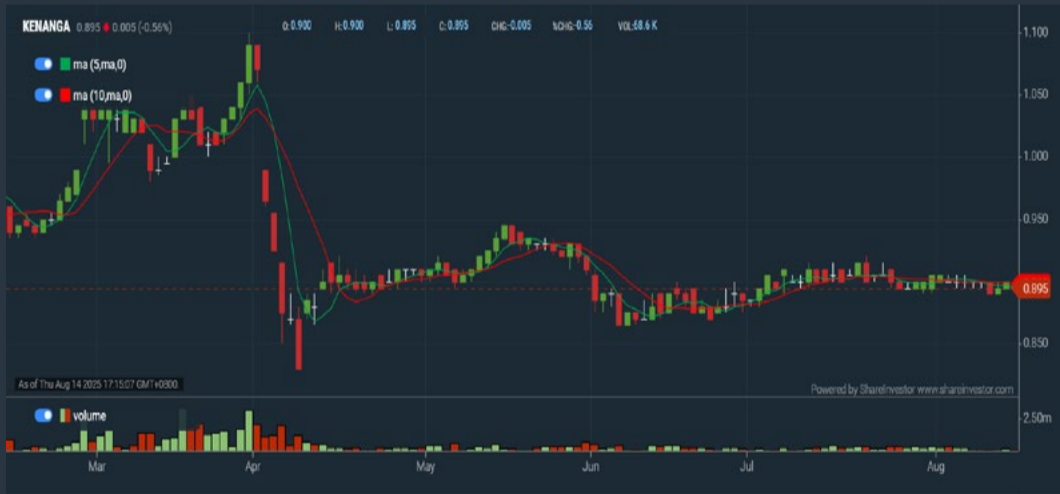 KENANGA 0.895 0.005 (-0.56%) O: 0.900 H: 0.900 L: 0.895 C: 0.895 CHG:-0.005 %CHG:-0.56 VOL:68.6 K
ma (5,ma,0)
ma (10,ma,0)
1.100
1.050
1.000
0.950
0.895
0.850
As of Thu Aug 14 2025 17:15:07 GMT+0800
Powered by ShareInvestor www.shareinvestor.com
volume
2.50m
Mar Apr May Jun Jul Aug